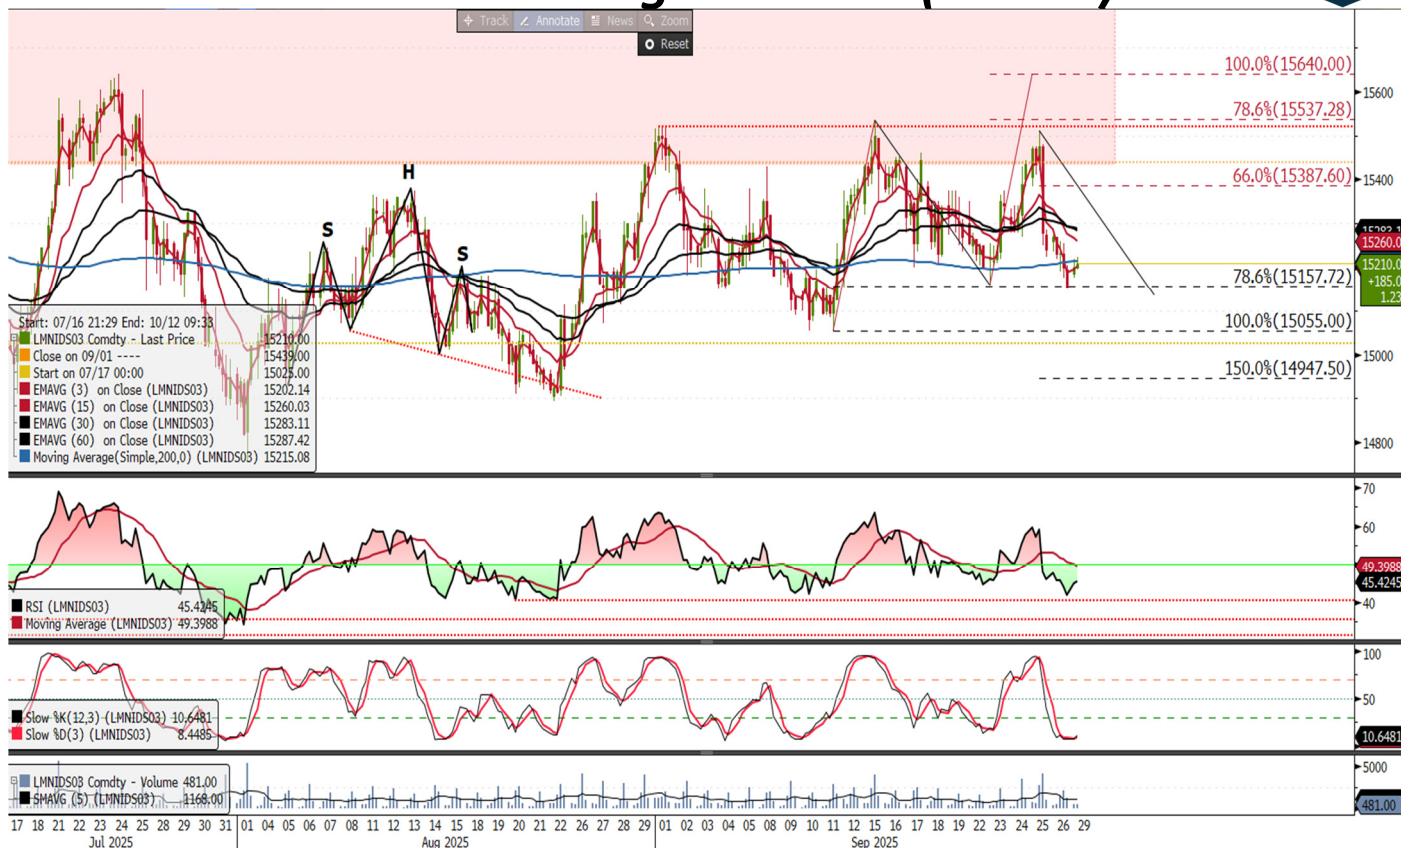 Track Annotate News Zoom
Reset
100.0%(15640.00)
15600
78.6%(15537.28)
H
15400
66.0%(15387.60)
S
S
15260.0
15210.0
+185.0
1.23
78.6%(15157.72)
Start: 07/16 21:29 End: 10/12 09:33
LMNIDS03 Comdty - Last Price 15210.00
Close on 09/01 ---- 15439.00
Start on 07/17 00:00 15025.00
EMAVG (3) on Close (LMNIDS03) 15202.14
EMAVG (15) on Close (LMNIDS03) 15260.03
EMAVG (30) on Close (LMNIDS03) 15283.11
EMAVG (60) on Close (LMNIDS03) 15287.42
Moving Average(Simple,200,0) (LMNIDS03) 15215.08
100.0%(15055.00)
15000
150.0%(14947.50)
14800
70
60
49.3988
45.4245
40
RSI (LMNIDS03) 45.4245
Moving Average (LMNIDS03) 49.3988
100
50
10.6481
Slow %K(12,3) (LMNIDS03) 10.6481
Slow %D(3) (LMNIDS03) 8.4485
5000
481.00
LMNIDS03 Comdty - Volume 481.00
SMAVG (5) (LMNIDS03) 1168.00
17 18 21 22 23 24 25 28 29 30 31 01 04 05 06 07 08 11 12 13 14 15 18 19 20 21 22 26 27 28 29 01 02 03 04 05 08 09 10 11 12 15 16 17 18 19 22 23 24 25 26 29
Jul 2025 Aug 2025 Sep 2025